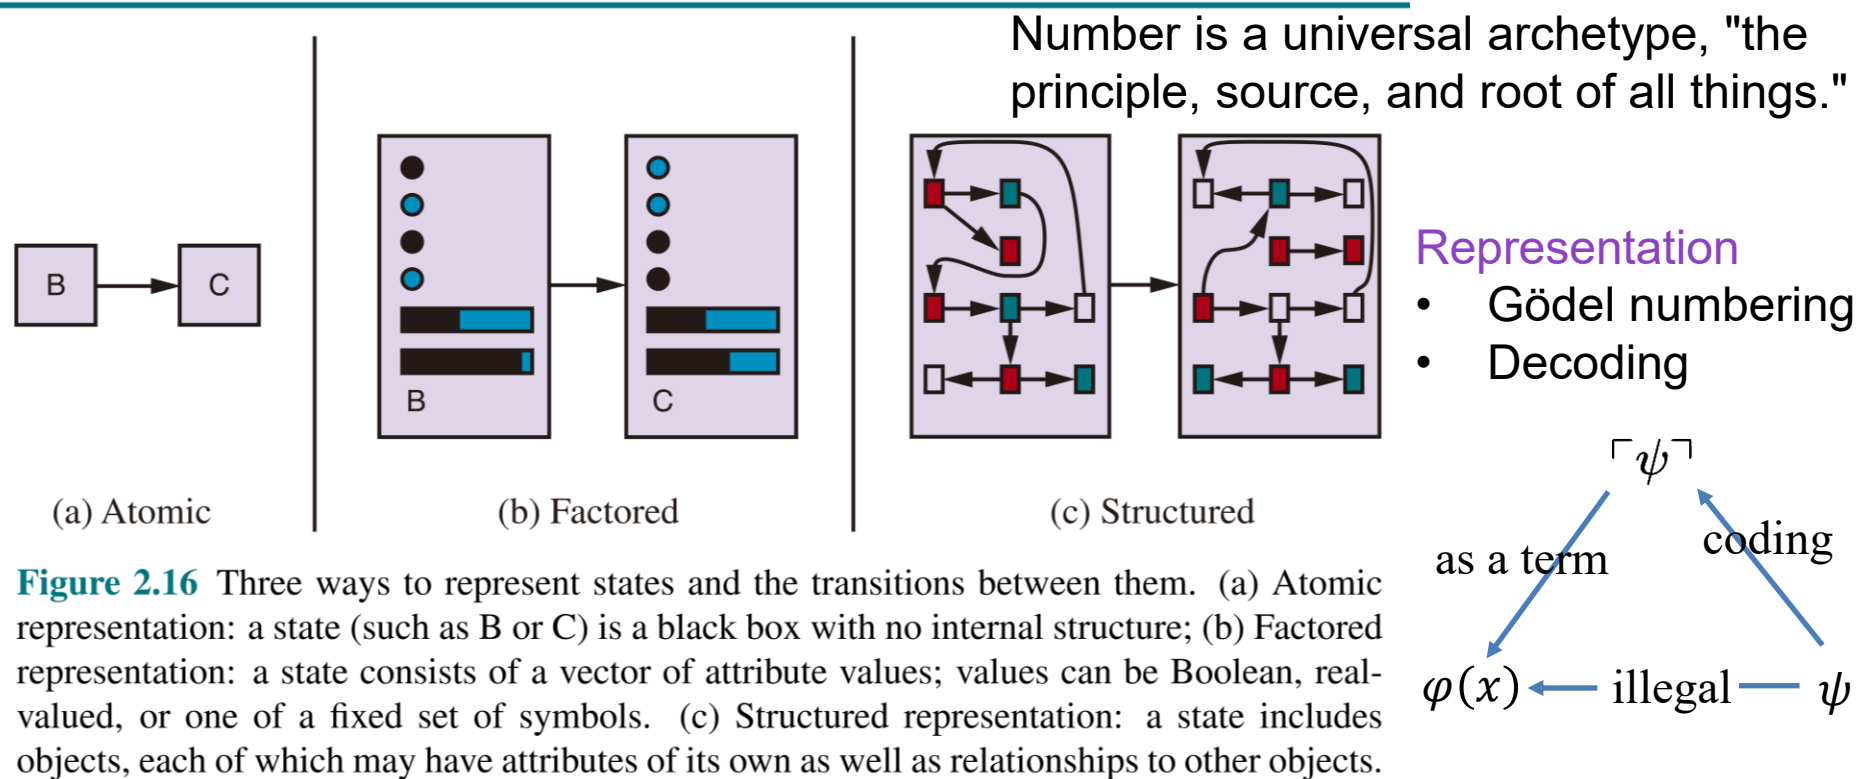 Number is a universal archetype, "the
principle, source, and root of all things."
B
C
B
C
(a) Atomic
(b) Factored
(c) Structured
Figure 2.16 Three ways to represent states and the transitions between them. (a) Atomic
representation: a state (such as B or C) is a black box with no internal structure; (b) Factored
representation: a state consists of a vector of attribute values; values can be Boolean, real-
valued, or one of a fixed set of symbols. (c) Structured representation: a state includes
objects, each of which may have attributes of its own as well as relationships to other objects.
Representation
• Gödel numbering
• Decoding
⌜ψ⌝
as a term
coding
φ(x)
illegal
ψ